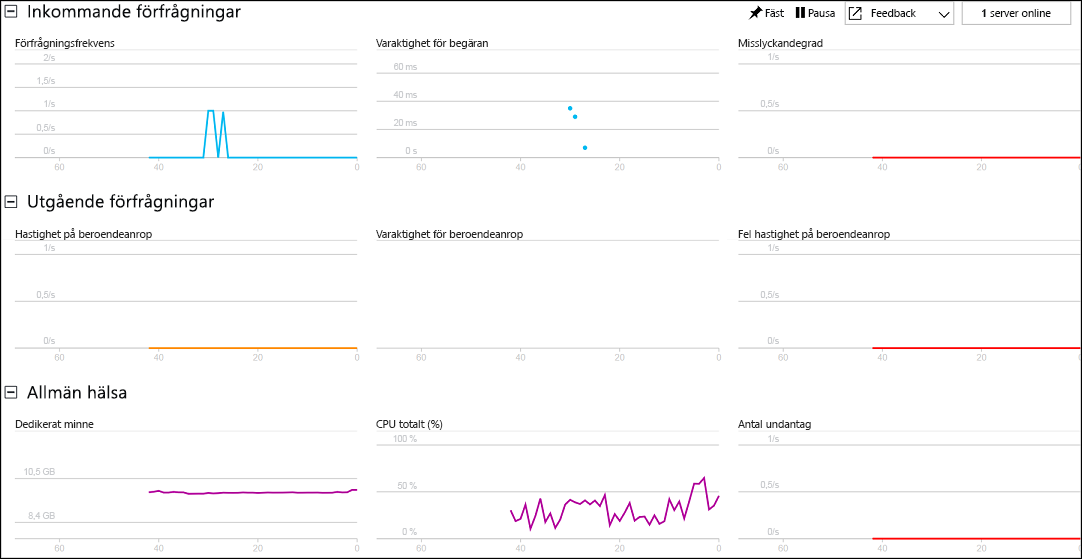 Inkommande förfrågningar
Fäst Pausa Feedback 1 server online
Förfrågningsfrekvens
2/s
1,5/s
1/s
0,5/s
0/s
60 40 20 0
Varaktighet för begäran
60 ms
40 ms
20 ms
0 s
60 40 20 0
Misslyckandegrad
1/s
0,5/s
0/s
60 40 20
Utgående förfrågningar
Hastighet på beroendeanrop
1/s
0,5/s
0/s
60 40 20 0
Varaktighet för beroendeanrop
60 40 20 0
Fel hastighet på beroendeanrop
1/s
0,5/s
0/s
60 40 20
Allmän hälsa
Dedikerat minne
10,5 GB
8,4 GB
60 40 20 0
CPU totalt (%)
100 %
50 %
0 %
60 40 20 0
Antal undantag
1/s
0,5/s
0/s
60 40 20